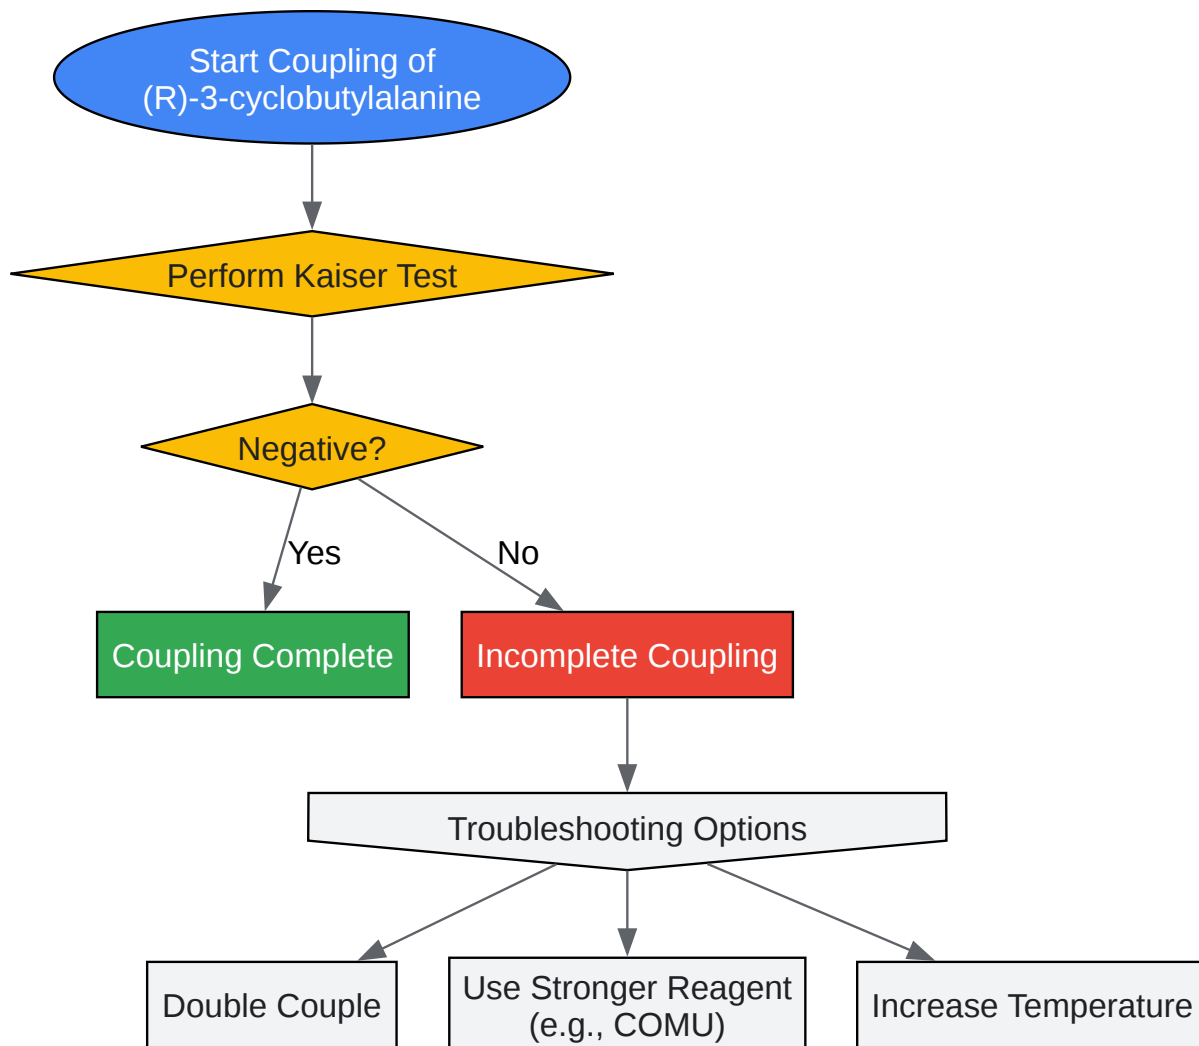 Start Coupling of
(R)-3-cyclobutylalanine
Perform Kaiser Test
Negative?
Yes
No
Coupling Complete
Incomplete Coupling
Troubleshooting Options
Double Couple
Use Stronger Reagent
(e.g., COMU)
Increase Temperature